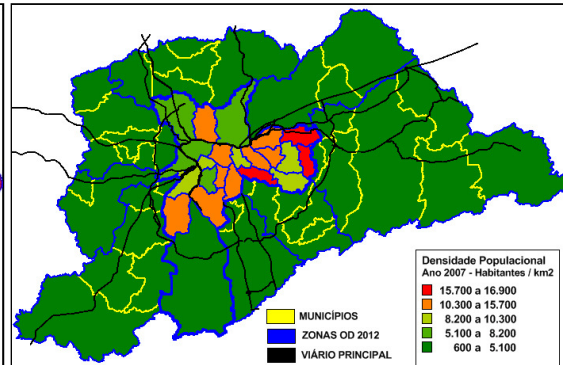 MUNICÍPIOS
ZONAS OD 2012
VIÁRIO PRINCIPAL
Densidade Populacional
Ano 2007 - Habitantes / km2
15.700 a 16.900
10.300 a 15.700
8.200 a 10.300
5.100 a 8.200
600 a 5.100